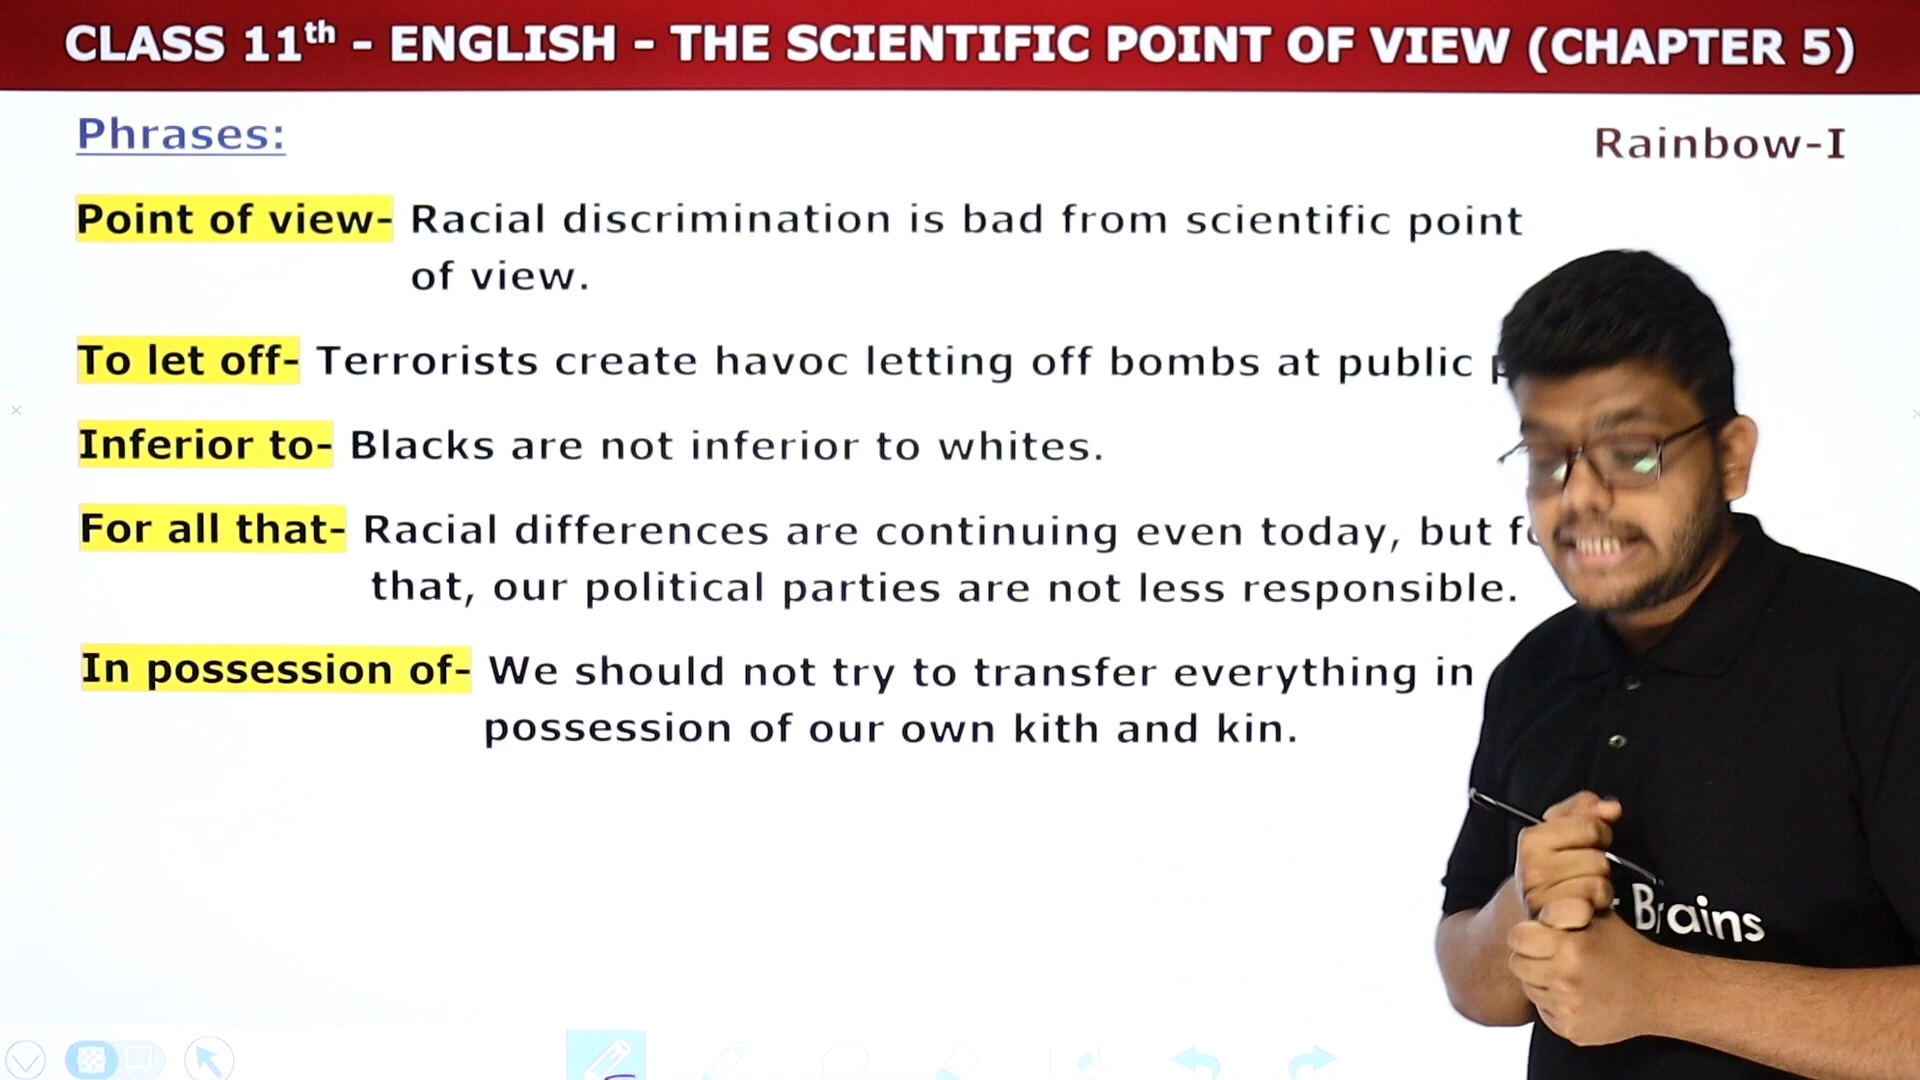 CLASS 11th - ENGLISH - THE SCIENTIFIC POINT OF VIEW (CHAPTER 5)
Phrases:
Rainbow-I
Point of view- Racial discrimination is bad from scientific point
of view.
To let off- Terrorists create havoc letting off bombs at public
Inferior to- Blacks are not inferior to whites.
For all that- Racial differences are continuing even today, but
that, our political parties are not less responsible.
In possession of- We should not try to transfer everything in
possession of our own kith and kin.
Brains